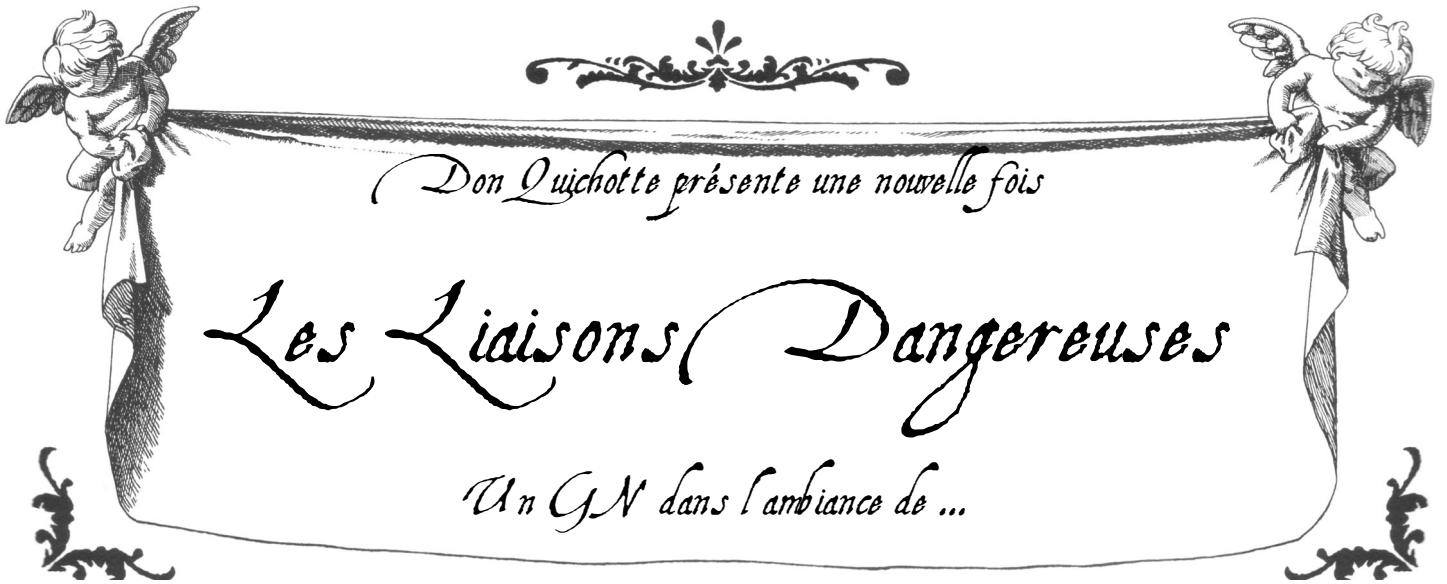 Don Quichotte présente une nouvelle fois
Les Liaisons Dangereuses
Un GN dans l ambiance de ...